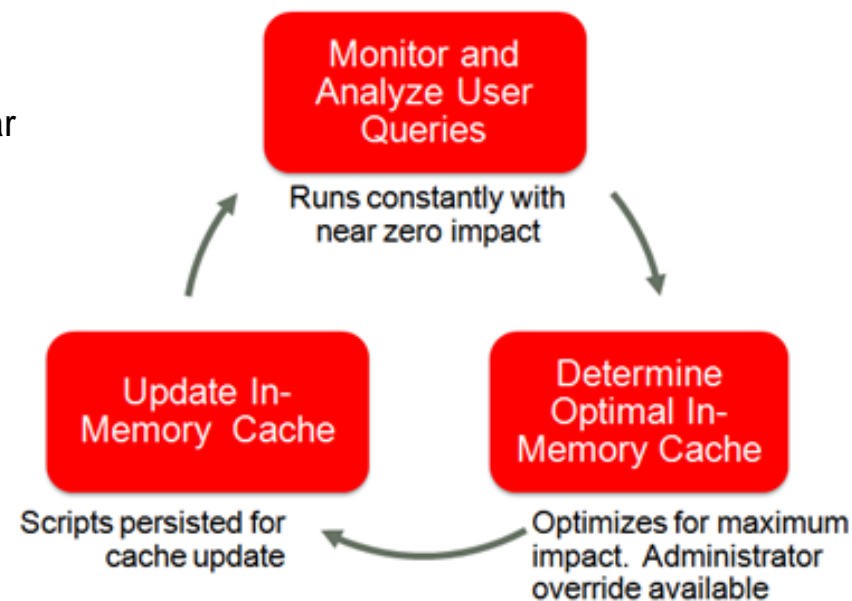 Monitor and
Analyze User
Queries
Runs constantly with
near zero impact
Determine
Optimal In-
Memory Cache
Optimizes for maximum
impact. Administrator
override available
Update In-
Memory Cache
Scripts persisted for
cache update